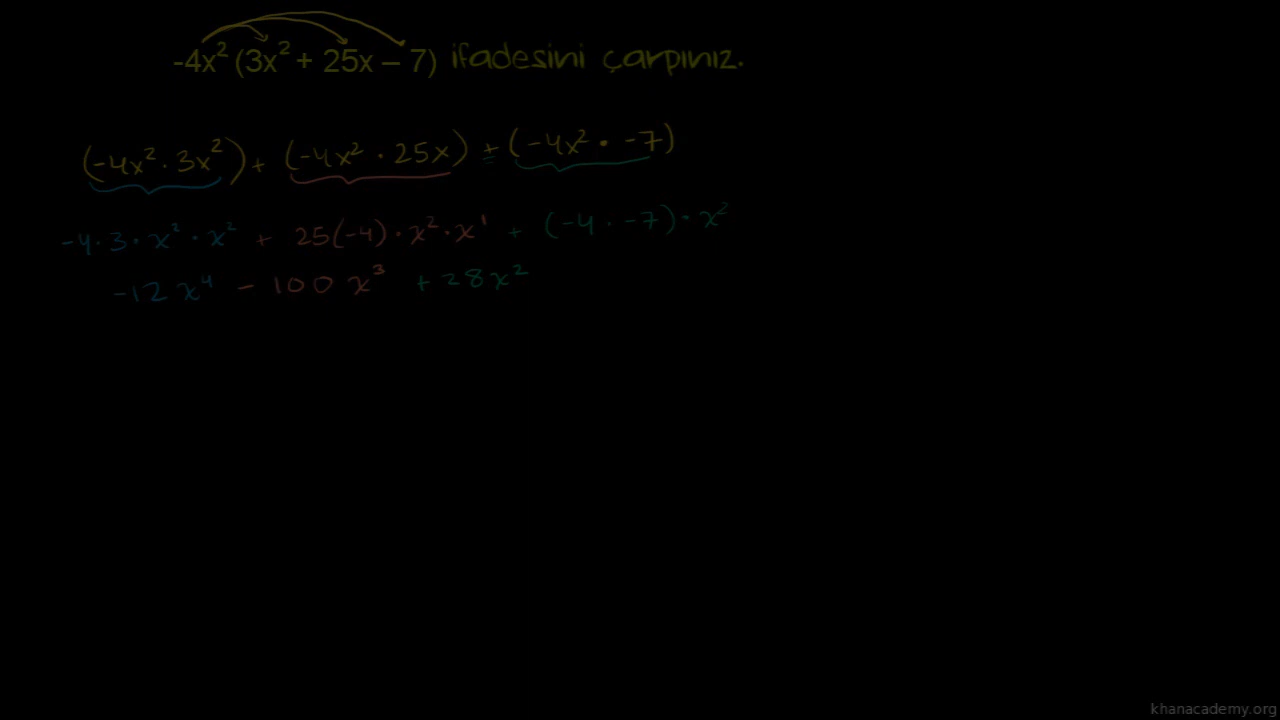 -4x² (3x² + 25x – 7) ifadesini çarpınız.
(-4x² · 3x²) + (-4x² · 25x) + (-4x² · -7)
-4 · 3 · x² · x² + 25(-4) · x² · x¹ + (-4 · -7) · x²
-12x⁴ - 100x³ + 28x²
khanacademy.org